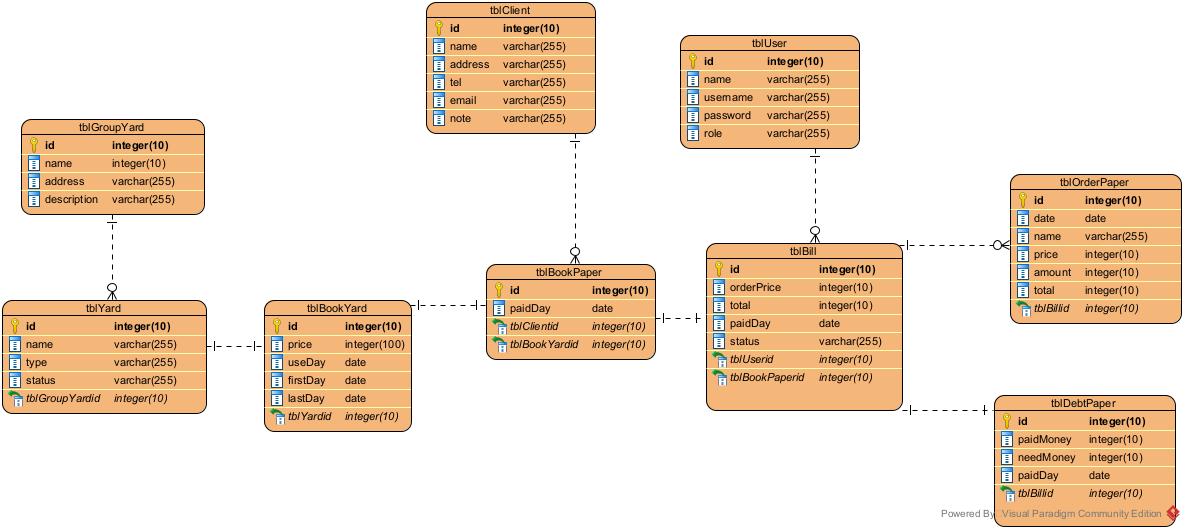 tblClient
id integer(10)
name varchar(255)
address varchar(255)
tel varchar(255)
email varchar(255)
note varchar(255)
tblUser
id integer(10)
name varchar(255)
username varchar(255)
password varchar(255)
role varchar(255)
tblGroupYard
id integer(10)
name integer(10)
address varchar(255)
description varchar(255)
tblOrderPaper
id integer(10)
date date
name varchar(255)
price integer(10)
amount integer(10)
total integer(10)
tblBillid integer(10)
tblYard
id integer(10)
name varchar(255)
type varchar(255)
status varchar(255)
tblGroupYardid integer(10)
tblBookYard
id integer(10)
price integer(100)
useDay date
firstDay date
lastDay date
tblYardid integer(10)
tblBookPaper
id integer(10)
paidDay date
tblClientid integer(10)
tblBookYardid integer(10)
tblBill
id integer(10)
orderPrice integer(10)
total integer(10)
paidDay date
status varchar(255)
tblUserid integer(10)
tblBookPaperid integer(10)
tblDebtPaper
id integer(10)
paidMoney integer(10)
needMoney integer(10)
paidDay date
tblBillid integer(10)
Powered By Visual Paradigm Community Edition